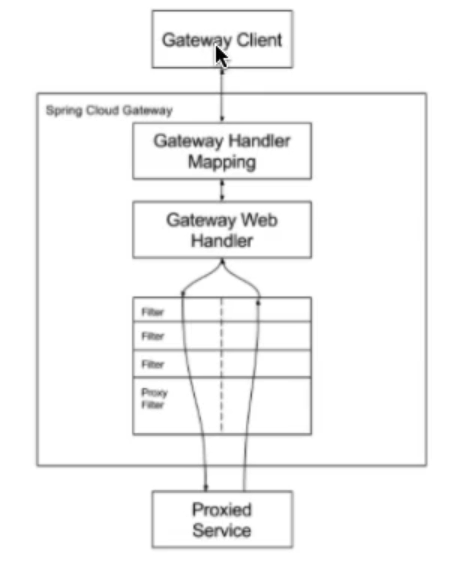 Gateway Client
Spring Cloud Gateway
Gateway Handler
Mapping
Gateway Web
Handler
Filter
Filter
Filter
Proxy
Filter
Proxied
Service